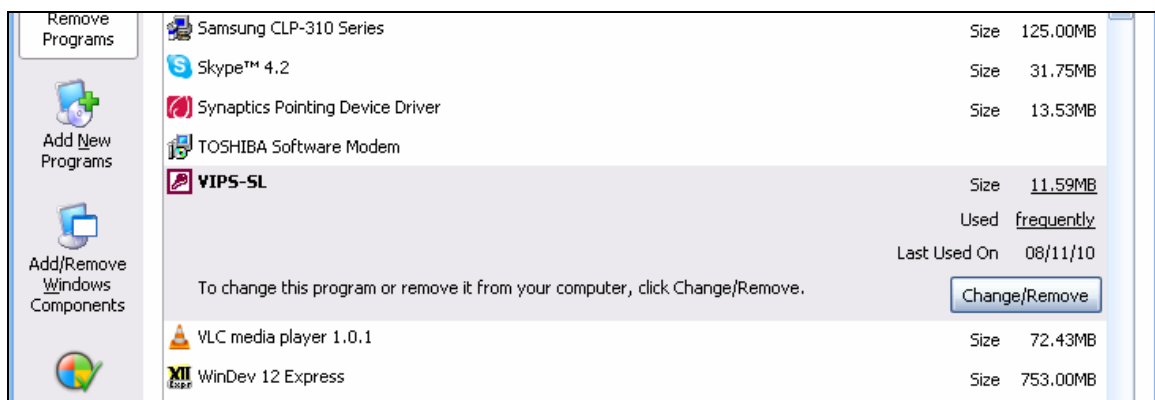 Remove
Programs
Samsung CLP-310 Series Size 125.00MB
Skype™ 4.2 Size 31.75MB
Synaptics Pointing Device Driver Size 13.53MB
Add New
Programs
TOSHIBA Software Modem
VIPS-SL Size 11.59MB
Used frequently
Last Used On 08/11/10
Add/Remove
Windows
Components
To change this program or remove it from your computer, click Change/Remove.
Change/Remove
VLC media player 1.0.1 Size 72.43MB
XII
Expr
WinDev 12 Express Size 753.00MB